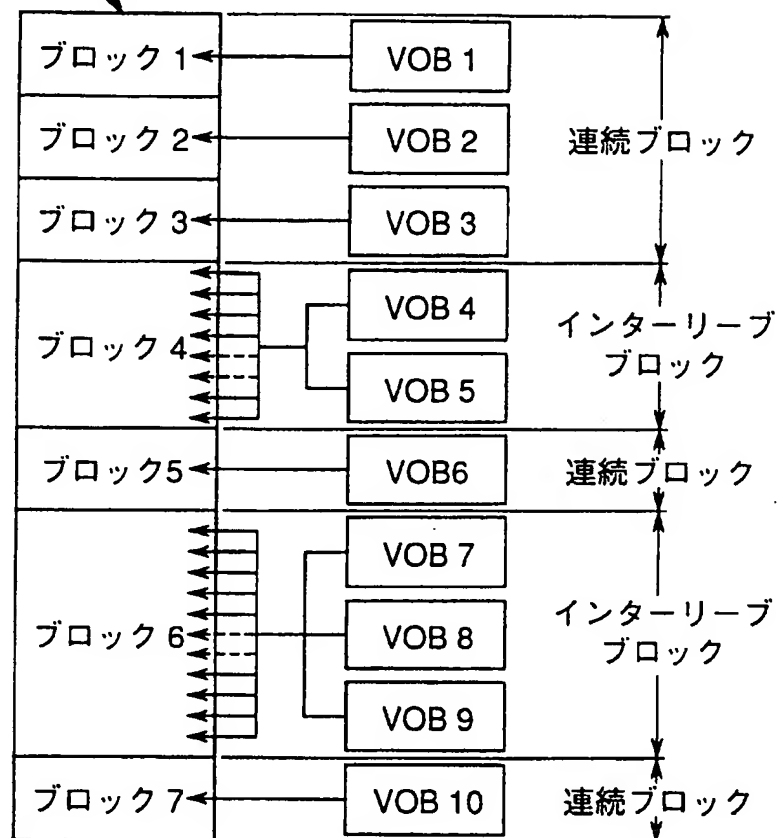 ブロック 1
VOB 1
ブロック 2
VOB 2
連続ブロック
ブロック 3
VOB 3
ブロック 4
VOB 4
VOB 5
インターリーブ
ブロック
ブロック5
VOB6
連続ブロック
ブロック 6
VOB 7
VOB 8
VOB 9
インターリーブ
ブロック
ブロック 7
VOB 10
連続ブロック